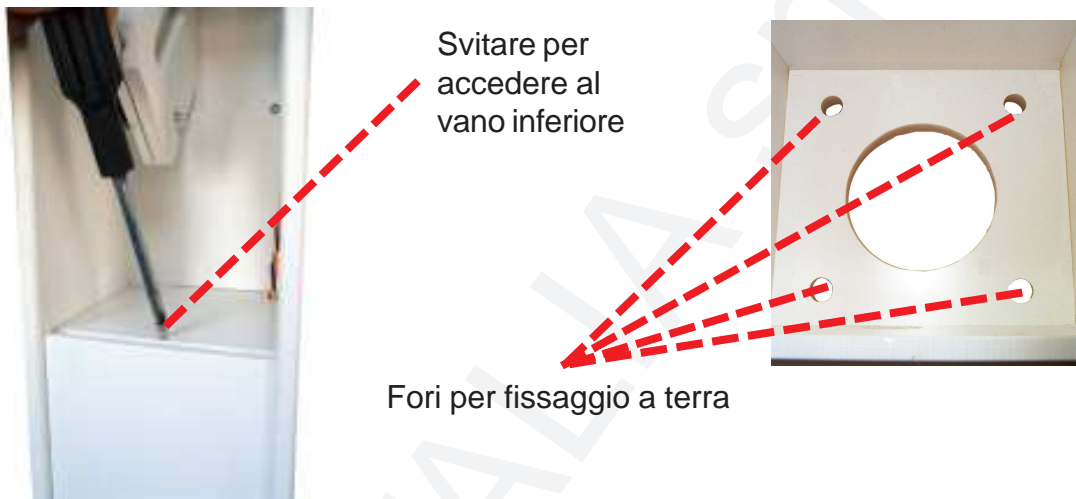 Svitare per
accedere al
vano inferiore
Fori per fissaggio a terra